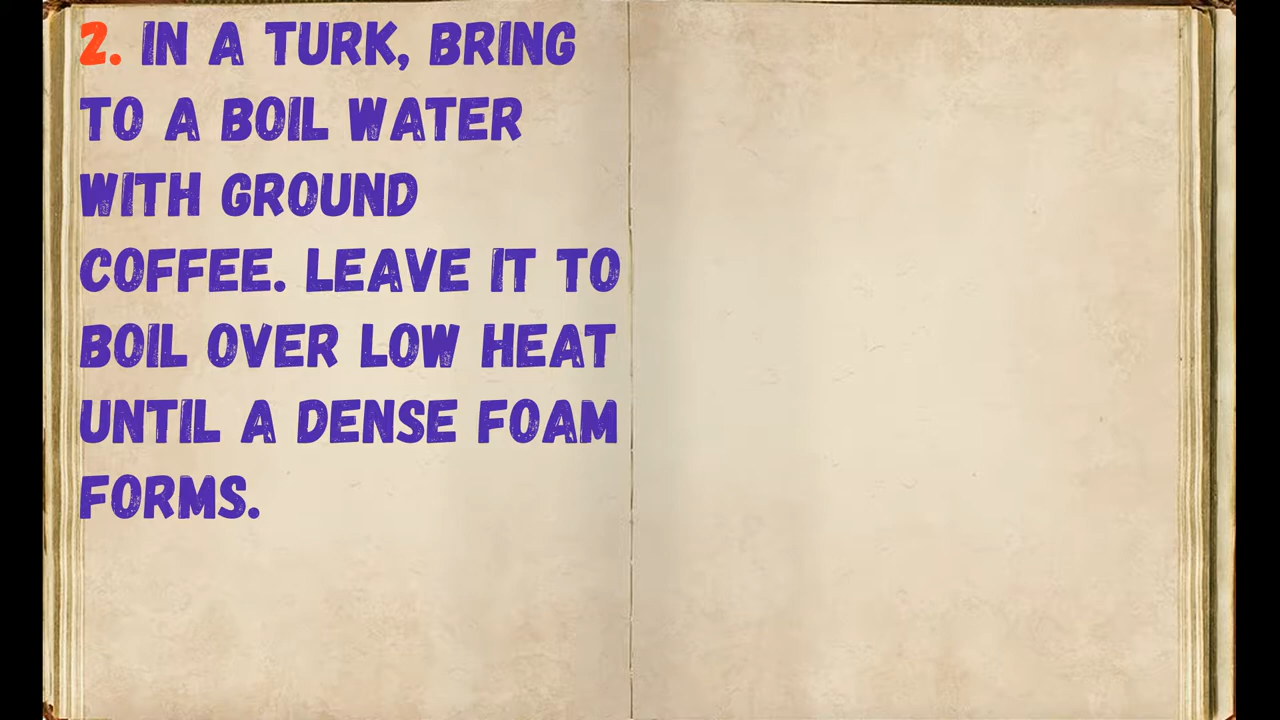 2. IN A TURK, BRING
TO A BOIL WATER
WITH GROUND
COFFEE. LEAVE IT TO
BOIL OVER LOW HEAT
UNTIL A DENSE FOAM
FORMS.